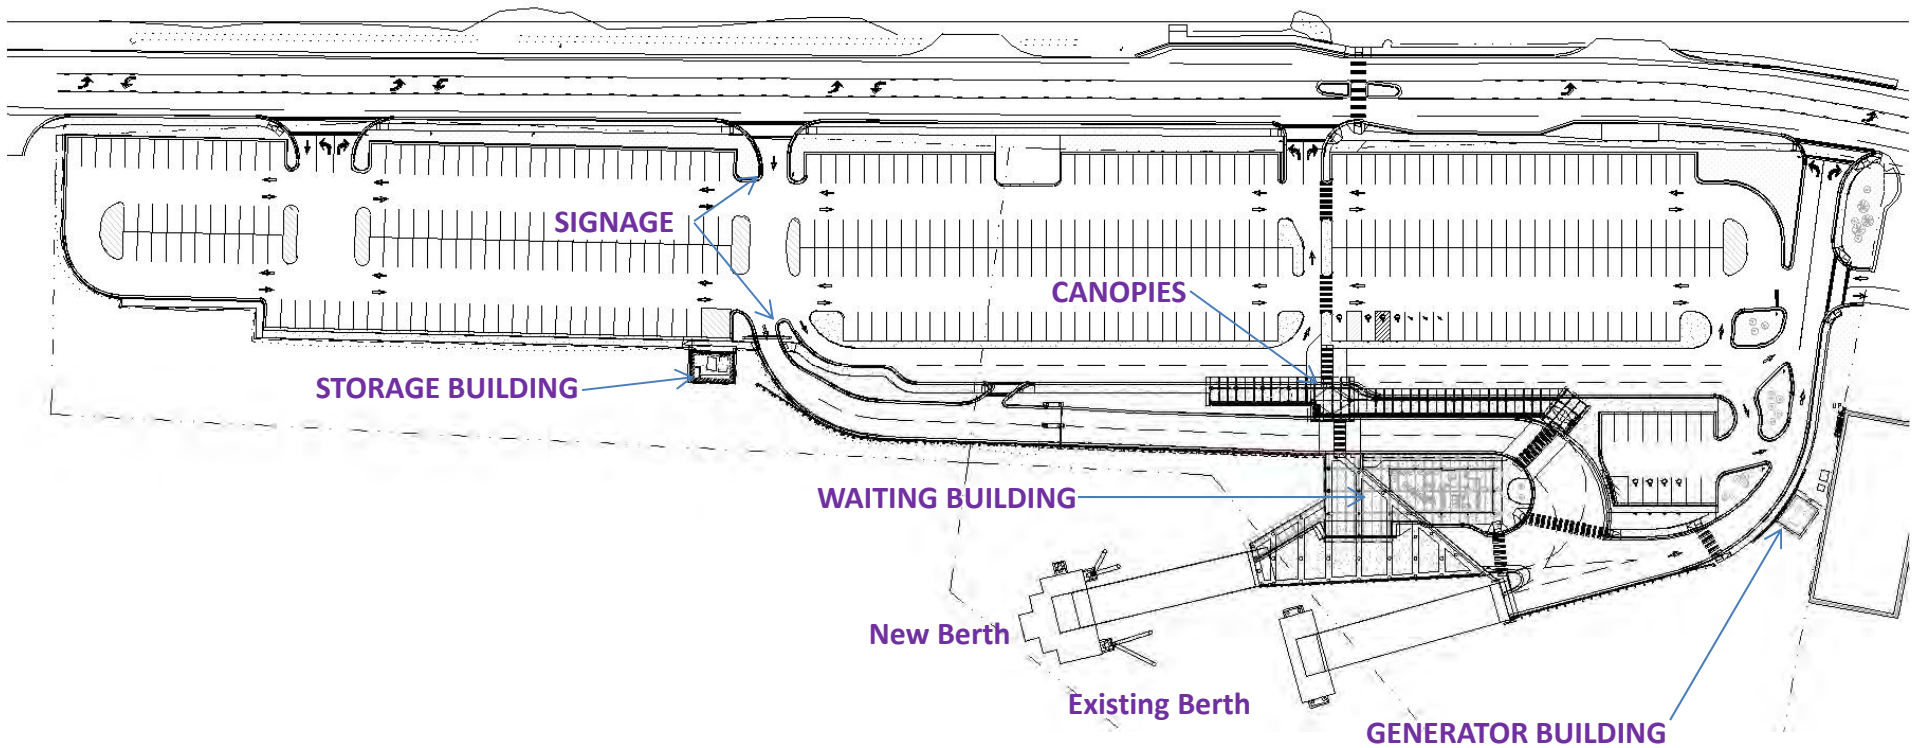 SIGNAGE
CANOPIES
STORAGE BUILDING
WAITING BUILDING
New Berth
Existing Berth
GENERATOR BUILDING